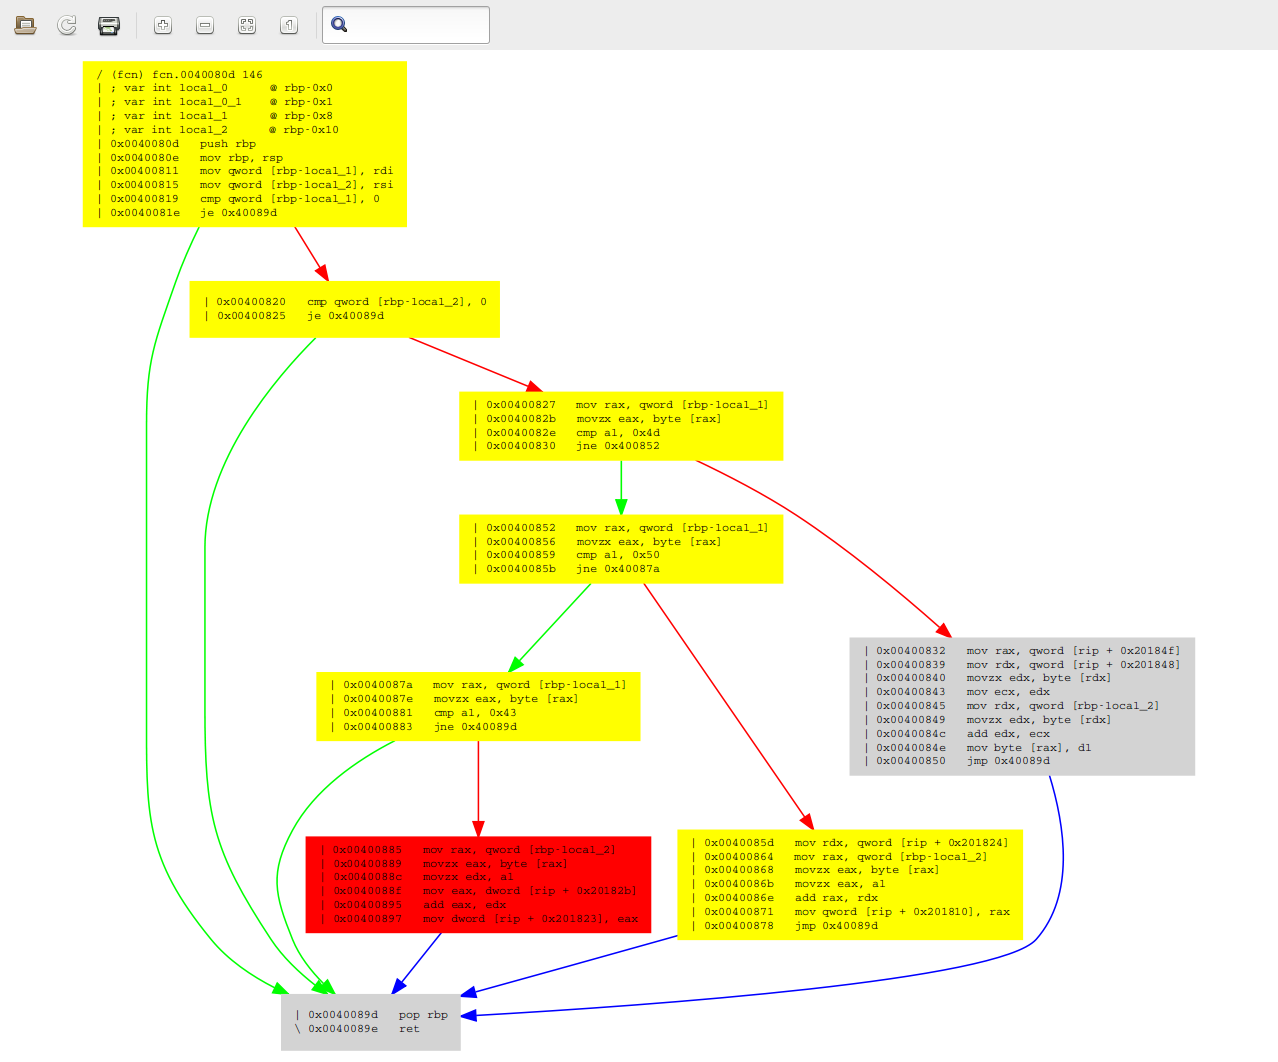 1
/ (fcn) fcn.0040080d 146
| ; var int local_0      @ rbp-0x0
| ; var int local_0_1    @ rbp-0x1
| ; var int local_1      @ rbp-0x8
| ; var int local_2      @ rbp-0x10
| 0x0040080d   push rbp
| 0x0040080e   mov rbp, rsp
| 0x00400811   mov qword [rbp-local_1], rdi
| 0x00400815   mov qword [rbp-local_2], rsi
| 0x00400819   cmp qword [rbp-local_1], 0
| 0x0040081e   je 0x40089d
| 0x00400820   cmp qword [rbp-local_2], 0
| 0x00400825   je 0x40089d
| 0x00400827   mov rax, qword [rbp-local_1]
| 0x0040082b   movzx eax, byte [rax]
| 0x0040082e   cmp al, 0x4d
| 0x00400830   jne 0x400852
| 0x00400852   mov rax, qword [rbp-local_1]
| 0x00400856   movzx eax, byte [rax]
| 0x00400859   cmp al, 0x50
| 0x0040085b   jne 0x40087a
| 0x00400832   mov rax, qword [rip + 0x20184f]
| 0x00400839   mov rdx, qword [rip + 0x201848]
| 0x00400840   movzx edx, byte [rdx]
| 0x00400843   mov ecx, edx
| 0x00400845   mov rdx, qword [rbp-local_2]
| 0x00400849   movzx edx, byte [rdx]
| 0x0040084c   add edx, ecx
| 0x0040084e   mov byte [rax], dl
| 0x00400850   jmp 0x40089d
| 0x0040087a   mov rax, qword [rbp-local_1]
| 0x0040087e   movzx eax, byte [rax]
| 0x00400881   cmp al, 0x43
| 0x00400883   jne 0x40089d
| 0x00400885   mov rax, qword [rbp-local_2]
| 0x00400889   movzx eax, byte [rax]
| 0x0040088c   movzx edx, al
| 0x0040088f   mov eax, dword [rip + 0x20182b]
| 0x00400895   add eax, edx
| 0x00400897   mov dword [rip + 0x201823], eax
| 0x0040085d   mov rdx, qword [rip + 0x201824]
| 0x00400864   mov rax, qword [rbp-local_2]
| 0x00400868   movzx eax, byte [rax]
| 0x0040086b   movzx eax, al
| 0x0040086e   add rax, rdx
| 0x00400871   mov qword [rip + 0x201810], rax
| 0x00400878   jmp 0x40089d
| 0x0040089d   pop rbp
\ 0x0040089e   ret